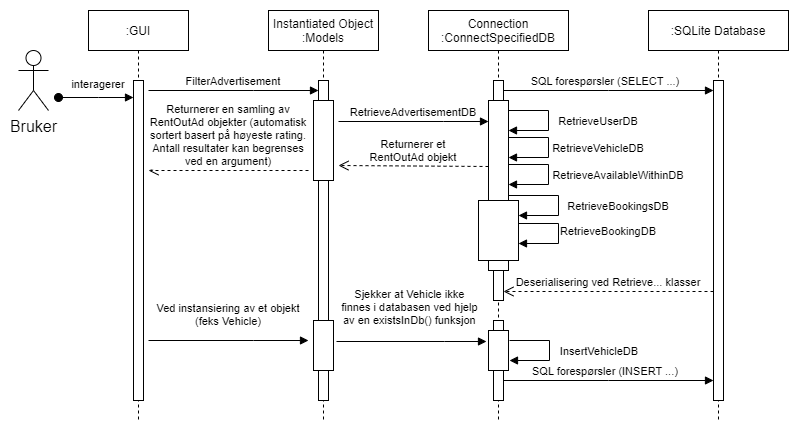 :GUI
Instantiated Object
:Models
Connection
:ConnectSpecifiedDB
:SQLite Database
Bruker
interagerer
FilterAdvertisement
SQL forespørsler (SELECT ...)
Returnerer en samling av
RentOutAd objekter (automatisk
sortert basert på høyeste rating.
Antall resultater kan begrenses
ved en argument)
RetrieveAdvertisementDB
Returnerer et
RentOutAd objekt
RetrieveUserDB
RetrieveVehicleDB
RetrieveAvailableWithinDB
RetrieveBookingsDB
RetrieveBookingDB
Deserialisering ved Retrieve... klasser
Ved instansiering av et objekt
(feks Vehicle)
Sjekker at Vehicle ikke
finnes i databasen ved hjelp
av en existsInDb() funksjon
InsertVehicleDB
SQL forespørsler (INSERT ...)